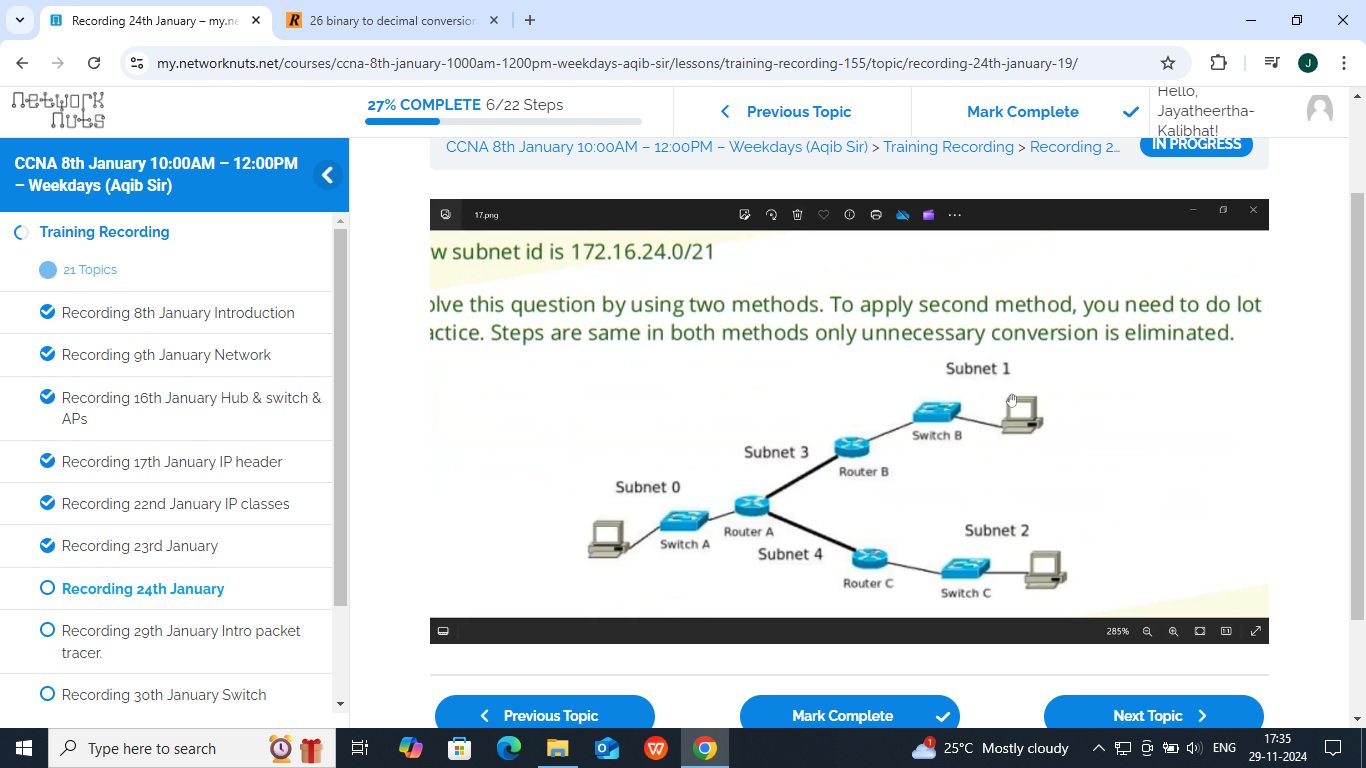 Recording 24th January – my.ne
26 binary to decimal conversion
my.networknuts.net/courses/ccna-8th-january-1000am-1200pm-weekdays-aqib-sir/lessons/training-recording-155/topic/recording-24th-january-19/
J
Network
Nuts
27% COMPLETE 6/22 Steps
Previous Topic
Mark Complete
Hello,
Jayatheertha-
Kalibhat!
CCNA 8th January 10:00AM – 12:00PM
– Weekdays (Aqib Sir)
Training Recording
21 Topics
Recording 8th January Introduction
Recording 9th January Network
Recording 16th January Hub & switch &
APs
Recording 17th January IP header
Recording 22nd January IP classes
Recording 23rd January
Recording 24th January
Recording 29th January Intro packet
tracer.
Recording 30th January Switch
CCNA 8th January 10:00AM – 12:00PM – Weekdays (Aqib Sir) > Training Recording > Recording 2...
IN PROGRESS
17.png
w subnet id is 172.16.24.0/21
olve this question by using two methods. To apply second method, you need to do lot
actice. Steps are same in both methods only unnecessary conversion is eliminated.
Subnet 1
Switch B
Subnet 3
Router B
Subnet 0
Switch A
Router A
Subnet 4
Subnet 2
Router C
Switch C
285%
Previous Topic
Mark Complete
Next Topic
Type here to search
1
25°C Mostly cloudy
ENG
17:35
29-11-2024